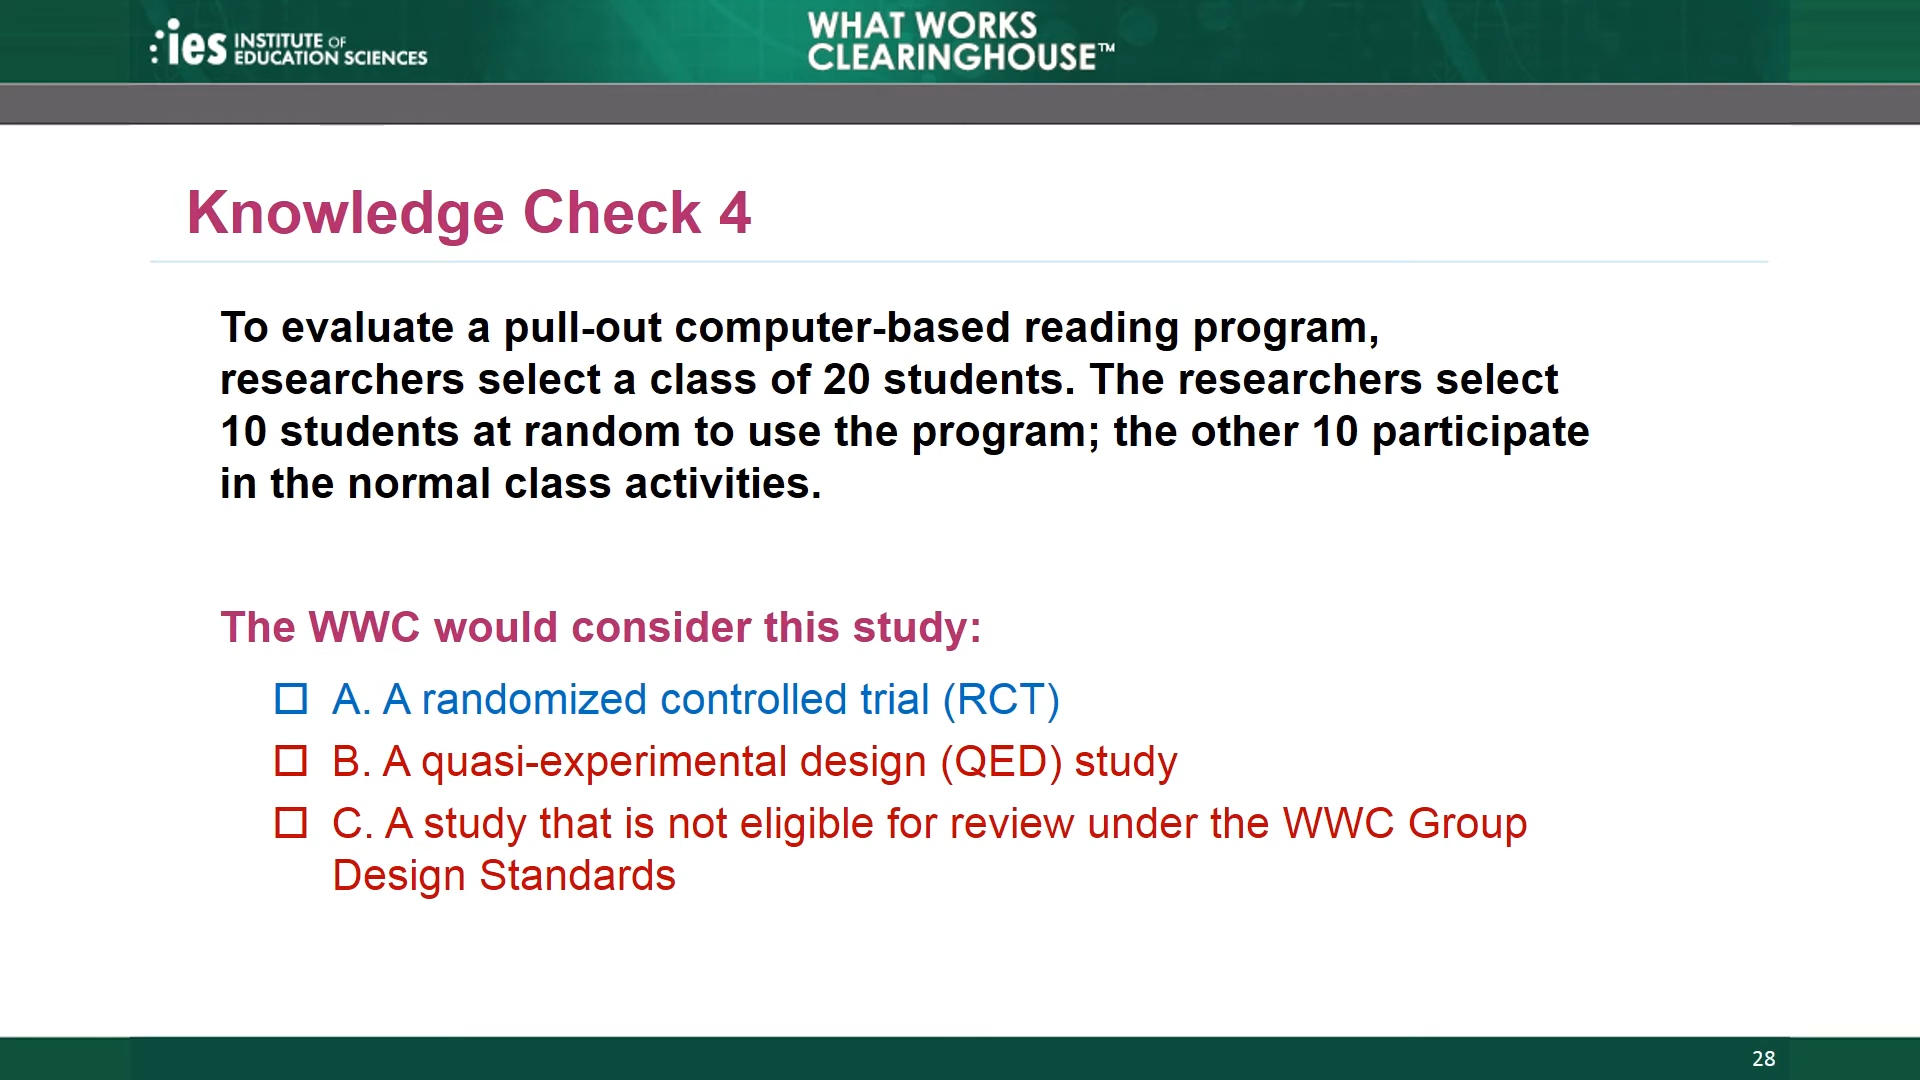 ies INSTITUTE OF
EDUCATION SCIENCES
WHAT WORKS
CLEARINGHOUSE™
Knowledge Check 4
To evaluate a pull-out computer-based reading program,
researchers select a class of 20 students. The researchers select
10 students at random to use the program; the other 10 participate
in the normal class activities.
The WWC would consider this study:
A. A randomized controlled trial (RCT)
B. A quasi-experimental design (QED) study
C. A study that is not eligible for review under the WWC Group
Design Standards
28